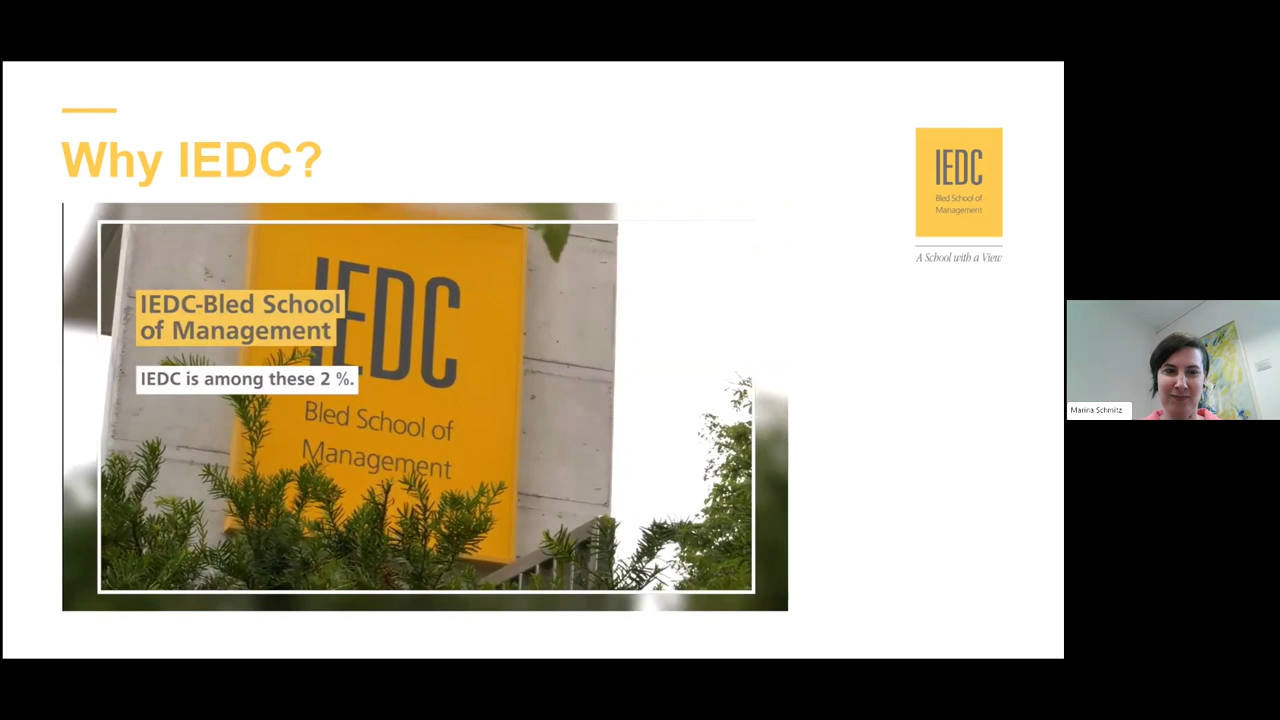 Why IEDC?
IEDC
Bled School of
Management
A School with a View
IEDC-Bled School
of Management
IEDC is among these 2 %.
IEDC
Bled School of
Management
Marina Schmitz